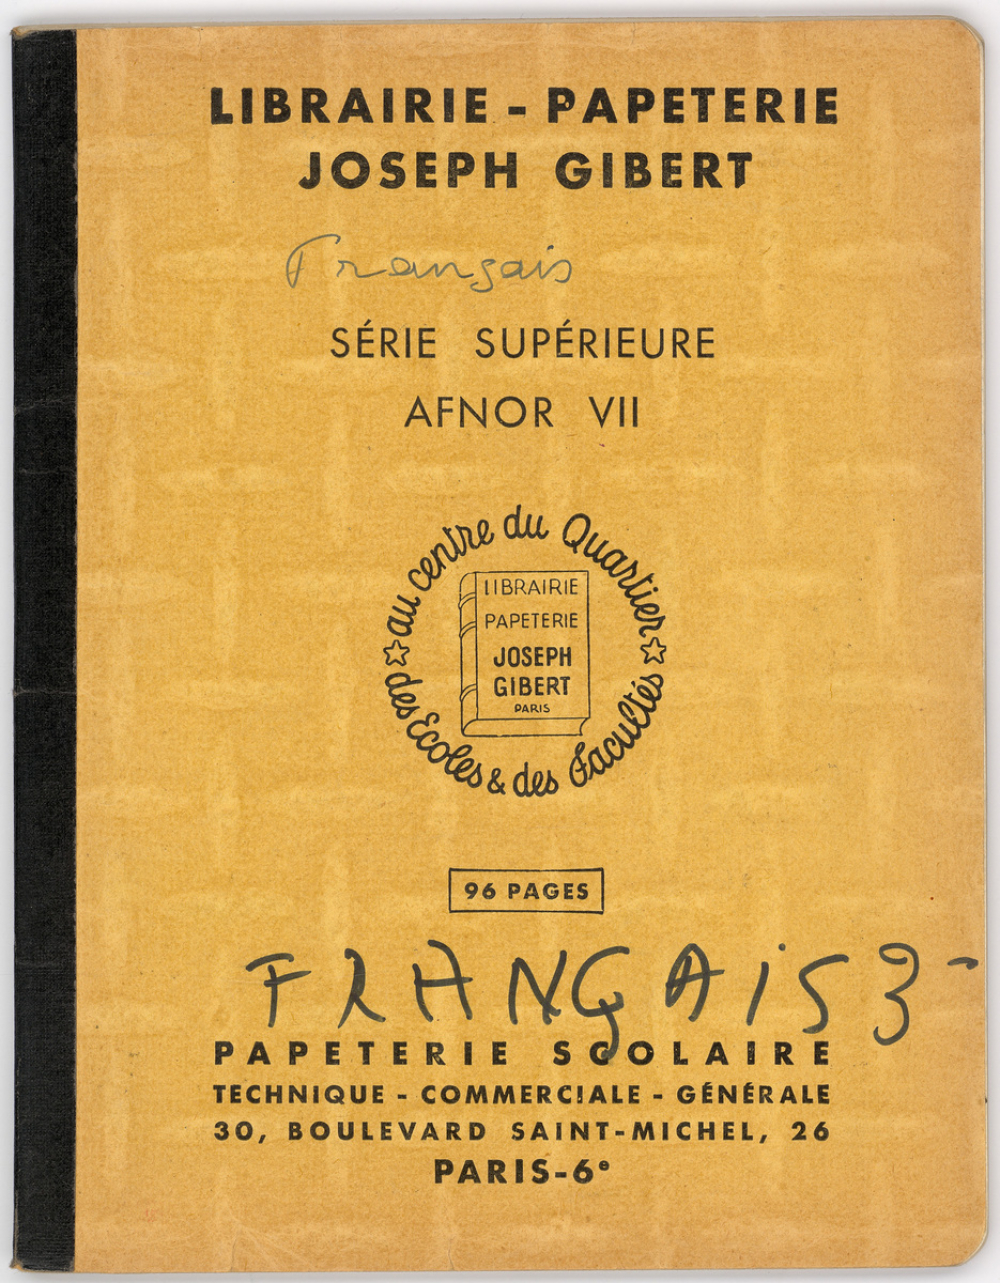 LIBRAIRIE - PAPETERIE
JOSEPH GIBERT
Français
SÉRIE SUPÉRIEURE
AFNOR VII
au centre du Quartier
des Écoles & des Facultés
LIBRAIRIE
PAPETERIE
JOSEPH
GIBERT
PARIS
96 PAGES
FRANÇAIS 3-
PAPETERIE SCOLAIRE
TECHNIQUE - COMMERCIALE - GÉNÉRALE
30, BOULEVARD SAINT-MICHEL, 26
PARIS-6e